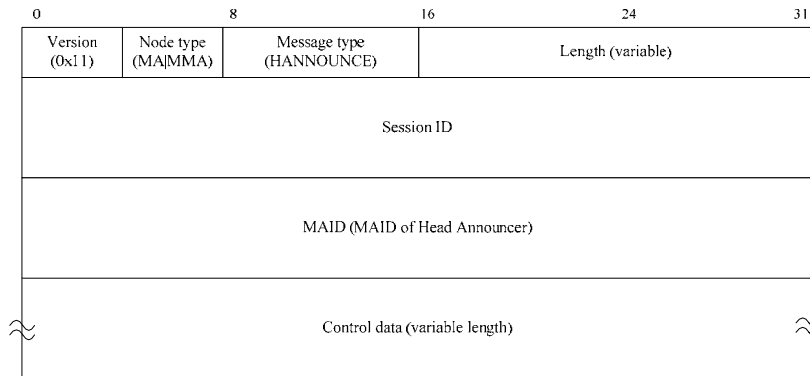 0 8 16 24 31
Version Node type Message type Length (variable)
(0x11) (MA|MMA) (HANNOUNCE)
Session ID
MAID (MAID of Head Announcer)
Control data (variable length)